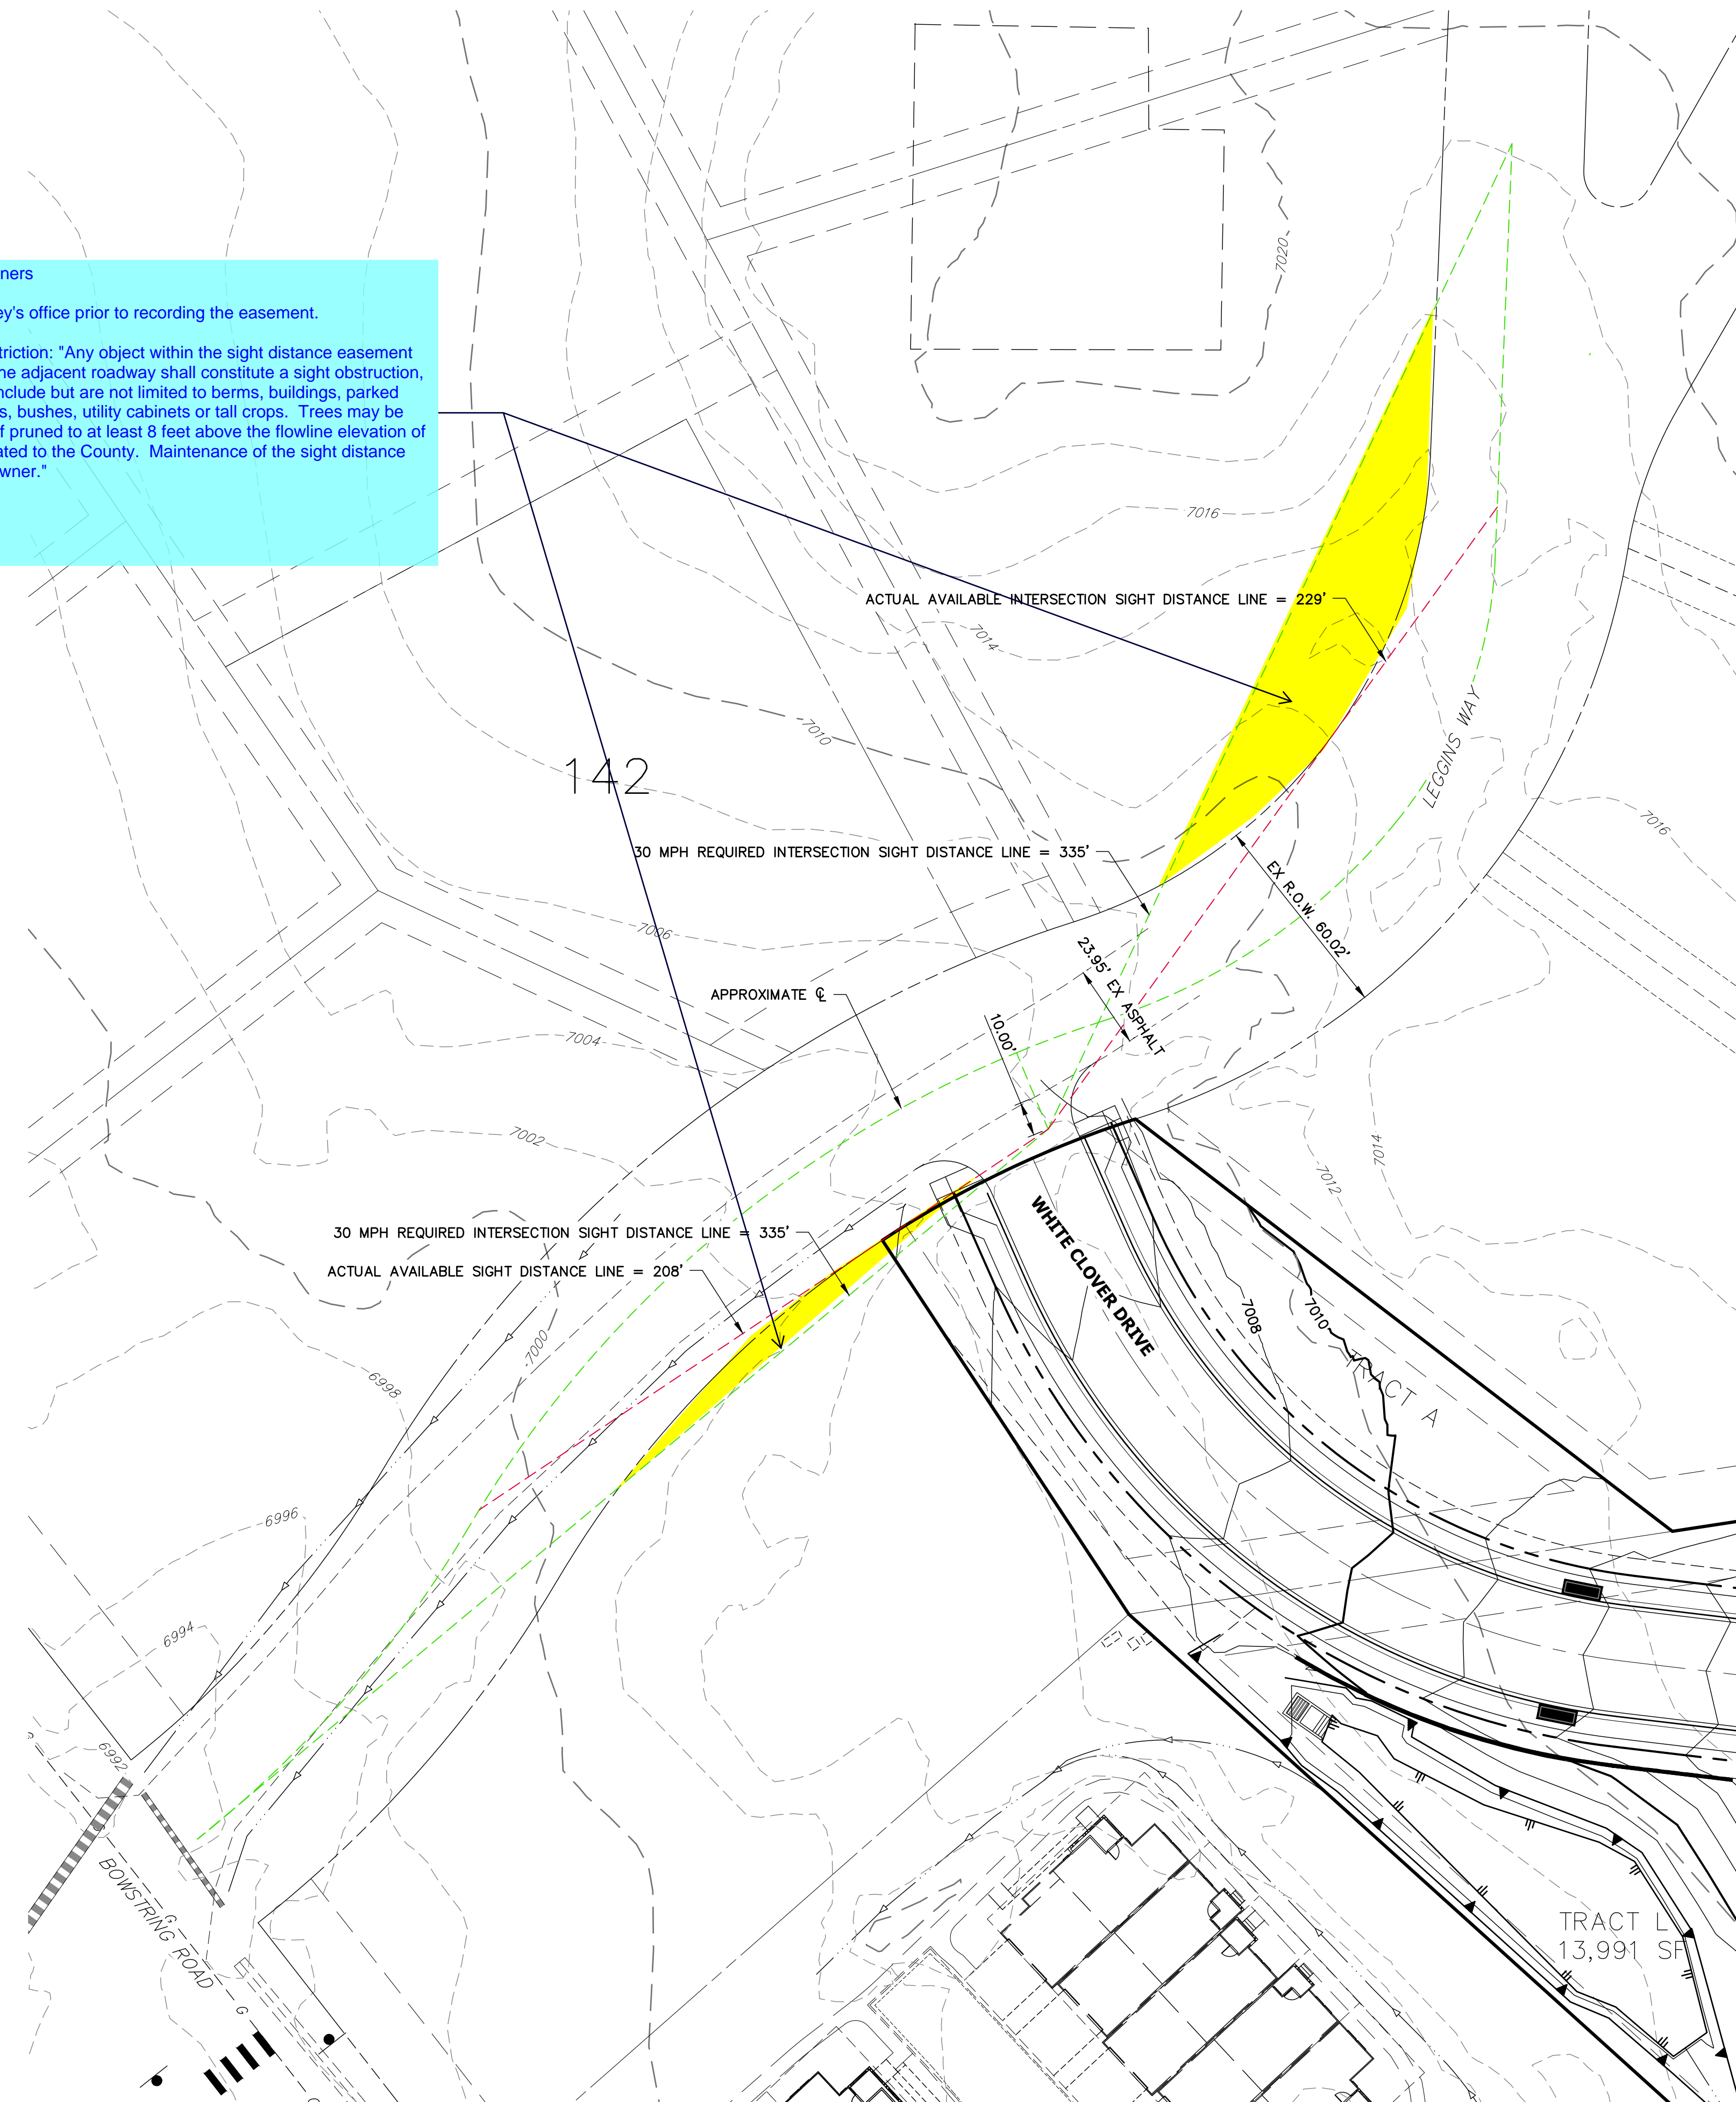 ners
ey's office prior to recording the easement.
triction: "Any object within the sight distance easement
he adjacent roadway shall constitute a sight obstruction,
nclude but are not limited to berms, buildings, parked
s, bushes, utility cabinets or tall crops. Trees may be
f pruned to at least 8 feet above the flowline elevation of
ated to the County. Maintenance of the sight distance
wner."
7020
7016
ACTUAL AVAILABLE INTERSECTION SIGHT DISTANCE LINE = 229'
7014
7010
142
LEGGINS WAY
7016
30 MPH REQUIRED INTERSECTION SIGHT DISTANCE LINE = 335'
EX R.O.W. 60.02'
7006
23.95' EX ASPHALT
APPROXIMATE ℄
10.00'
7004
7002
7014
7012
WHITE CLOVER DRIVE
30 MPH REQUIRED INTERSECTION SIGHT DISTANCE LINE = 335'
ACTUAL AVAILABLE SIGHT DISTANCE LINE = 208'
7008
7010
7000
6998
TRACT A
6996
6994
6992
BOWSTRING ROAD
G
G
TRACT L
13,991 SF